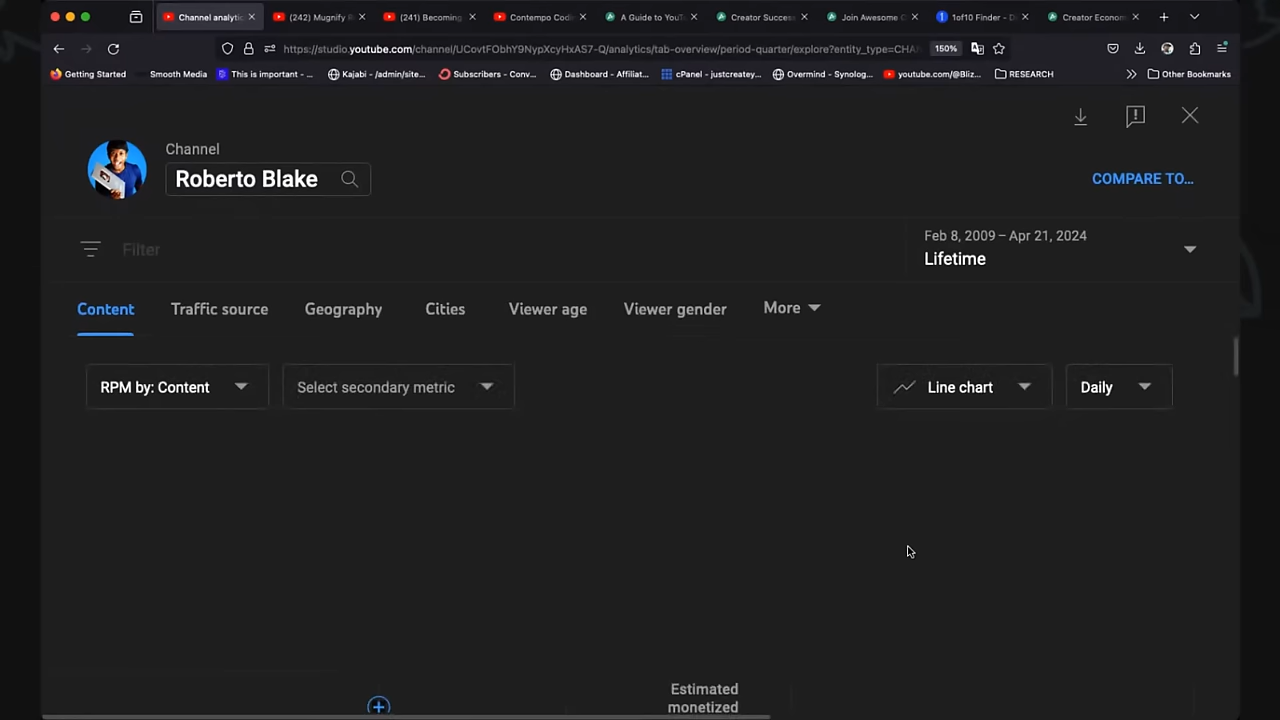 Channel analytic
(242) Mugnify R
(241) Becoming
Contempo Codi
A Guide to YouTu
Creator Success
Join Awesome C
1of10 Finder - D
Creator Econom
https://studio.youtube.com/channel/UCovtFObhY9NypXcyHxAS7-Q/analytics/tab-overview/period-quarter/explore?entity_type=CHA
150%
Getting Started
Smooth Media
This is important - ...
Kajabi - /admin/site...
Subscribers - Conv...
Dashboard – Affiliat...
cPanel - justcreatey...
Overmind - Synolog...
youtube.com/@Bliz...
RESEARCH
Other Bookmarks
Channel
Roberto Blake
COMPARE TO...
Filter
Feb 8, 2009 – Apr 21, 2024
Lifetime
Content
Traffic source
Geography
Cities
Viewer age
Viewer gender
More
RPM by: Content
Select secondary metric
Line chart
Daily
Estimated
monetized